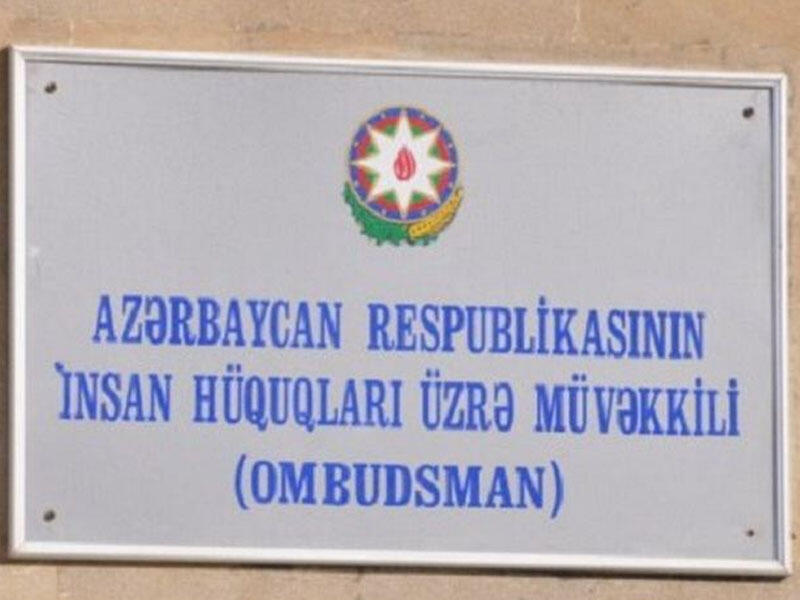 AZƏRBAYCAN RESPUBLİKASININ
İNSAN HÜQUQLARI ÜZRƏ MÜVƏKKİLİ
(OMBUDSMAN)